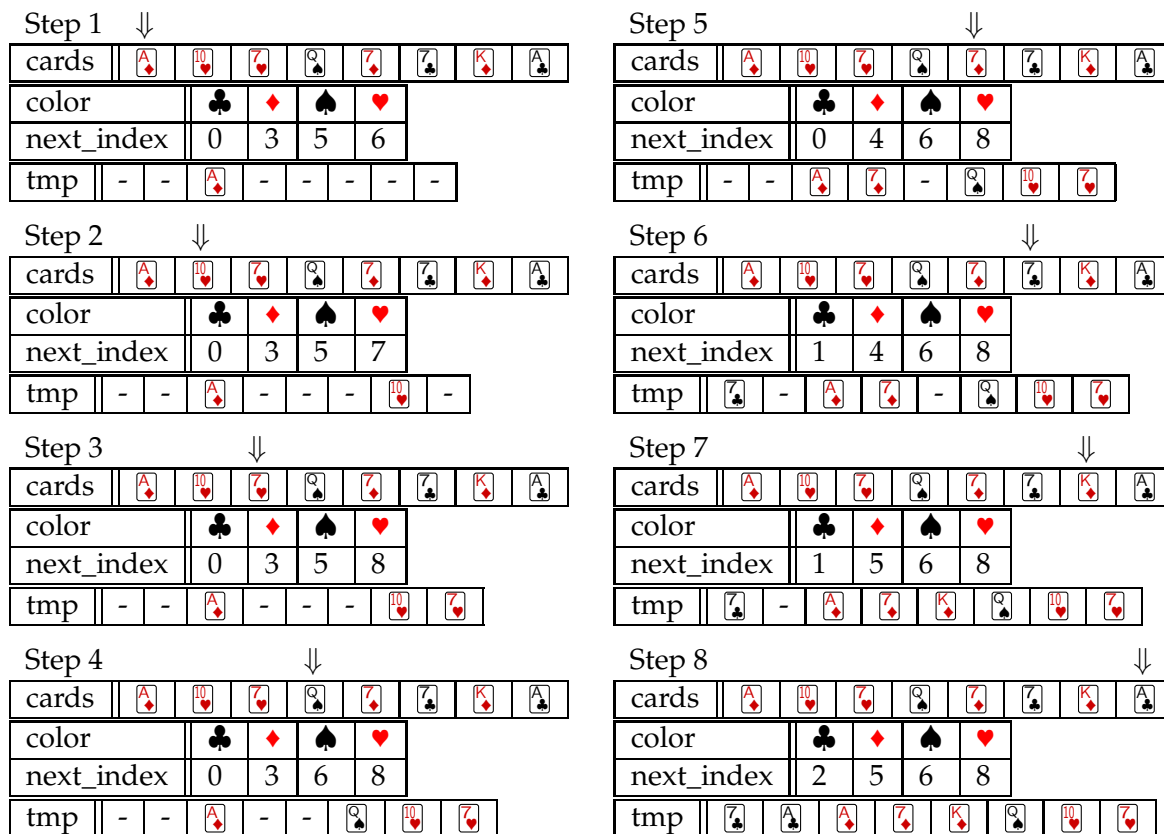 Step 1 ⇓
cards A♦ 10♥ 7♥ Q♠ 7♦ 7♣ K♦ A♣
color ♣ ♦ ♠ ♥
next_index 0 3 5 6
tmp - - A♦ - - - - -
Step 2 ⇓
cards A♦ 10♥ 7♥ Q♠ 7♦ 7♣ K♦ A♣
color ♣ ♦ ♠ ♥
next_index 0 3 5 7
tmp - - A♦ - - - 10♥ -
Step 3 ⇓
cards A♦ 10♥ 7♥ Q♠ 7♦ 7♣ K♦ A♣
color ♣ ♦ ♠ ♥
next_index 0 3 5 8
tmp - - A♦ - - - 10♥ 7♥
Step 4 ⇓
cards A♦ 10♥ 7♥ Q♠ 7♦ 7♣ K♦ A♣
color ♣ ♦ ♠ ♥
next_index 0 3 6 8
tmp - - A♦ - - Q♠ 10♥ 7♥
Step 5 ⇓
cards A♦ 10♥ 7♥ Q♠ 7♦ 7♣ K♦ A♣
color ♣ ♦ ♠ ♥
next_index 0 4 6 8
tmp - - A♦ 7♦ - Q♠ 10♥ 7♥
Step 6 ⇓
cards A♦ 10♥ 7♥ Q♠ 7♦ 7♣ K♦ A♣
color ♣ ♦ ♠ ♥
next_index 1 4 6 8
tmp 7♣ - A♦ 7♦ - Q♠ 10♥ 7♥
Step 7 ⇓
cards A♦ 10♥ 7♥ Q♠ 7♦ 7♣ K♦ A♣
color ♣ ♦ ♠ ♥
next_index 1 5 6 8
tmp 7♣ - A♦ 7♦ K♦ Q♠ 10♥ 7♥
Step 8 ⇓
cards A♦ 10♥ 7♥ Q♠ 7♦ 7♣ K♦ A♣
color ♣ ♦ ♠ ♥
next_index 2 5 6 8
tmp 7♣ A♣ A♦ 7♦ K♦ Q♠ 10♥ 7♥